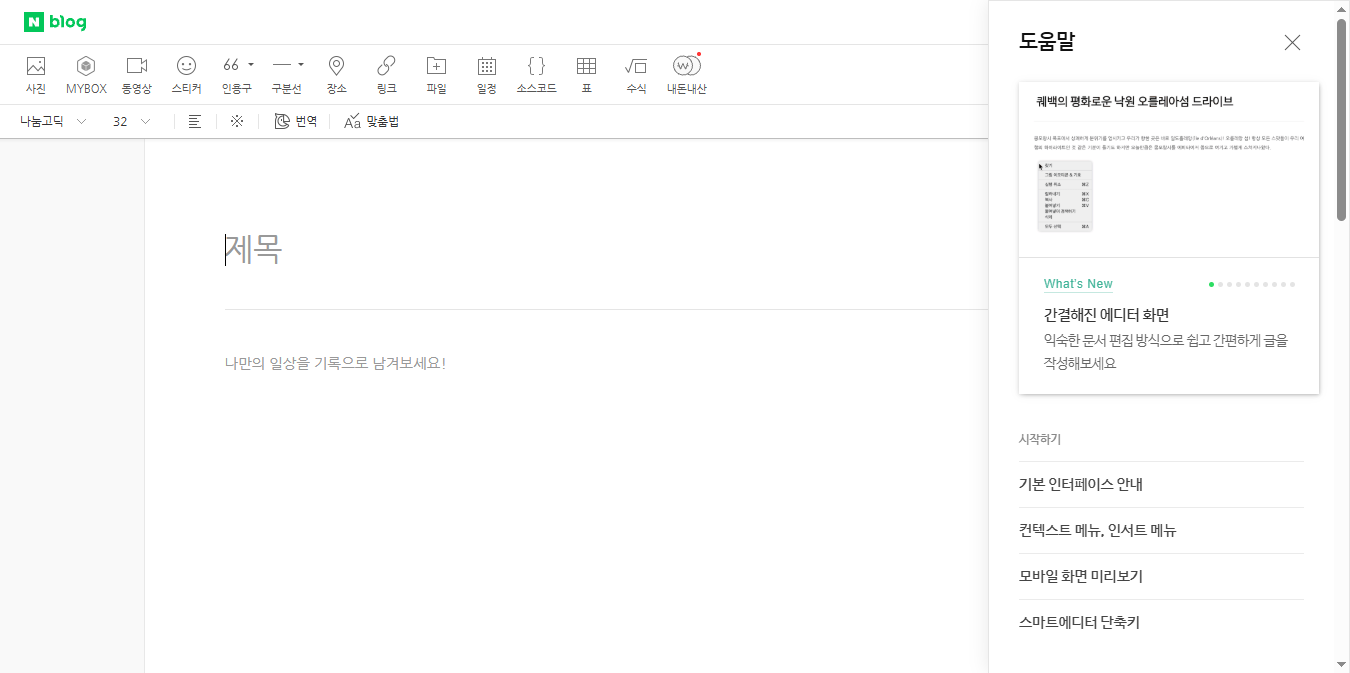 N blog
사진 MYBOX 동영상 스티커 인용구 구분선 장소 링크 파일 일정 소스코드 표 수식 내돈내산
나눔고딕 32 번역 맞춤법
제목
나만의 일상을 기록으로 남겨보세요!
도움말
퀘백의 평화로운 낙원 오를레아섬 드라이브
What's New
간결해진 에디터 화면
익숙한 문서 편집 방식으로 쉽고 간편하게 글을
작성해보세요
시작하기
기본 인터페이스 안내
컨텍스트 메뉴, 인서트 메뉴
모바일 화면 미리보기
스마트에디터 단축키